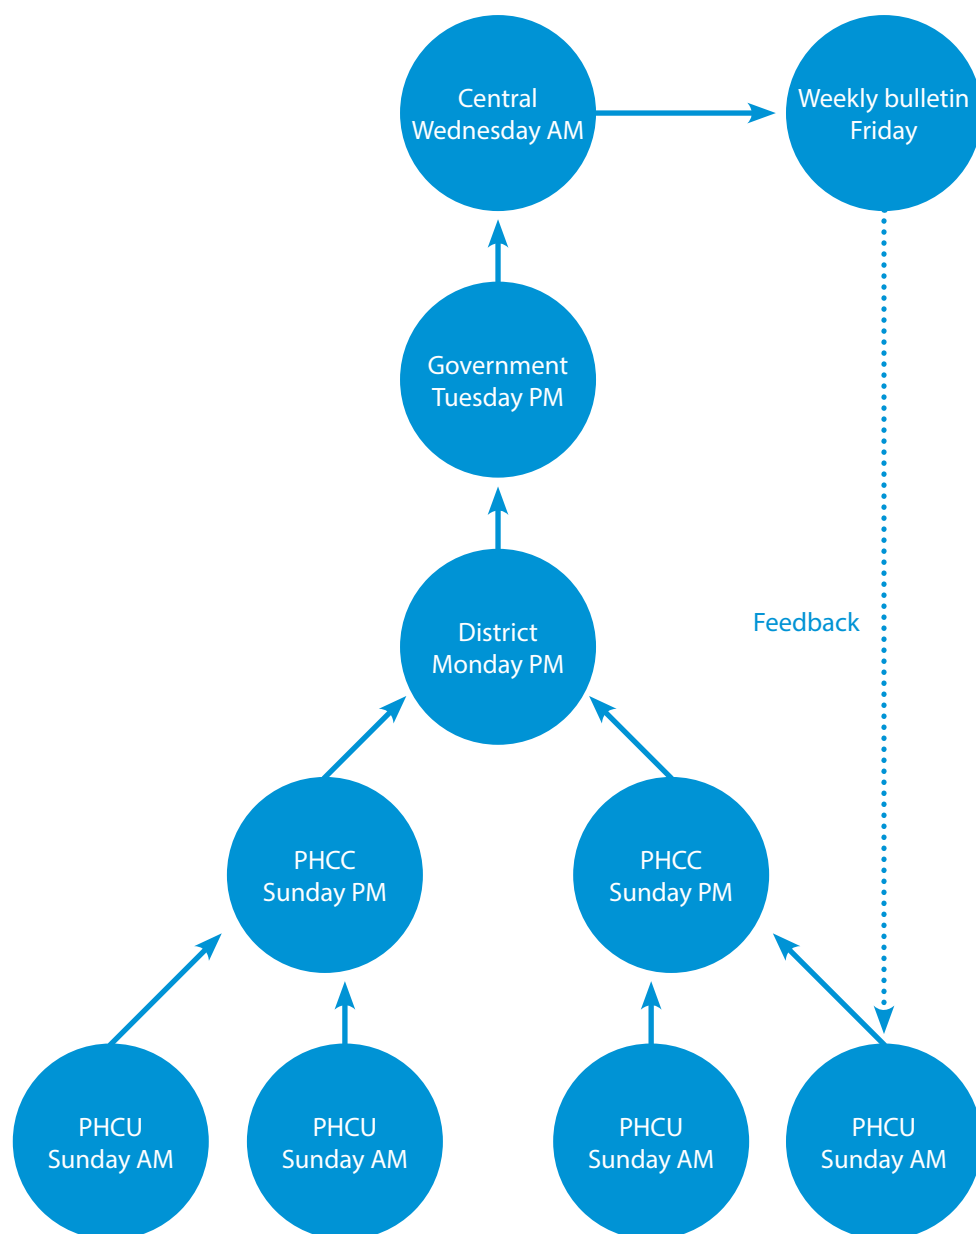 Central
Wednesday AM
Weekly bulletin
Friday
Government
Tuesday PM
District
Monday PM
Feedback
PHCC
Sunday PM
PHCC
Sunday PM
PHCU
Sunday AM
PHCU
Sunday AM
PHCU
Sunday AM
PHCU
Sunday AM